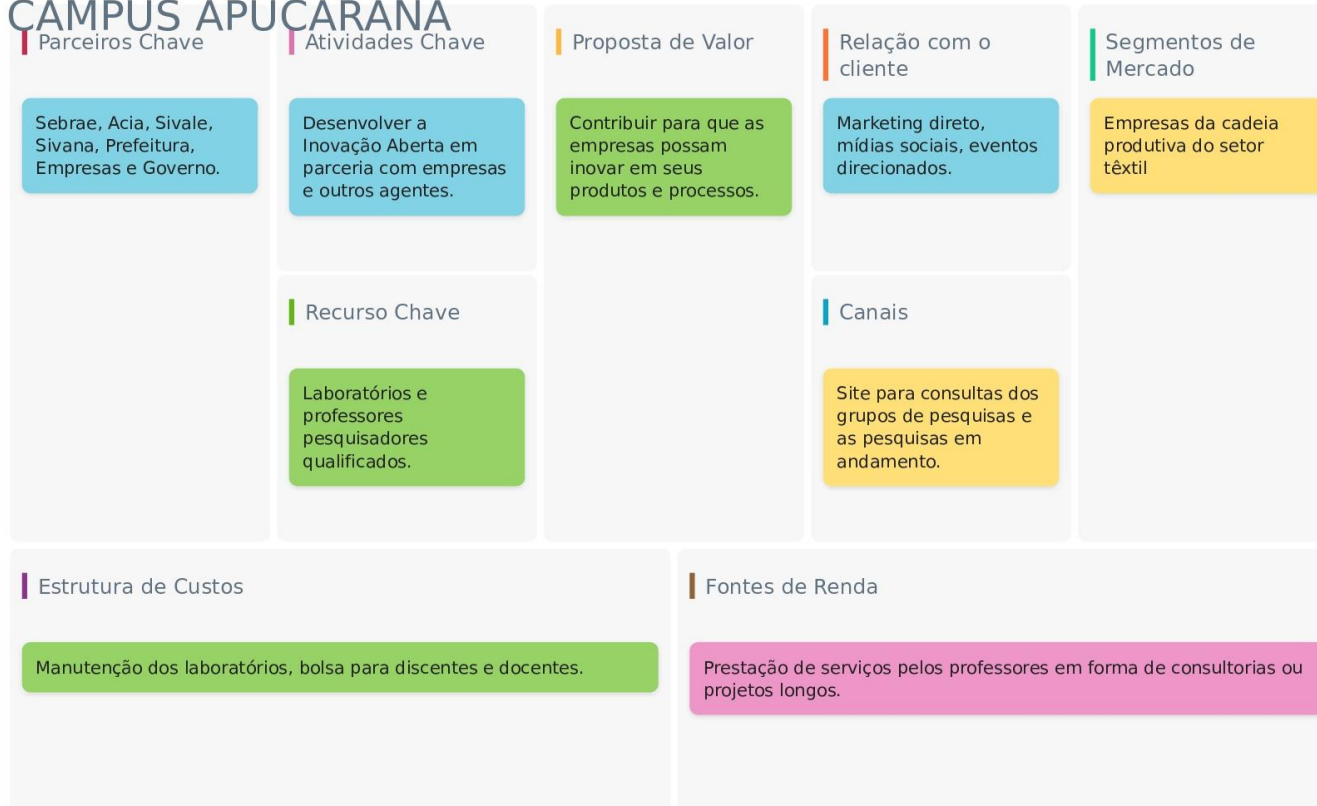 CAMPUS APUCARANA
Parceiros Chave
Sebrae, Acia, Sivale,
Sivana, Prefeitura,
Empresas e Governo.
Atividades Chave
Desenvolver a
Inovação Aberta em
parceria com empresas
e outros agentes.
Recurso Chave
Laboratórios e
professores
pesquisadores
qualificados.
Proposta de Valor
Contribuir para que as
empresas possam
inovar em seus
produtos e processos.
Relação com o
cliente
Marketing direto,
mídias sociais, eventos
direcionados.
Canais
Site para consultas dos
grupos de pesquisas e
as pesquisas em
andamento.
Segmentos de
Mercado
Empresas da cadeia
produtiva do setor
têxtil
Estrutura de Custos
Manutenção dos laboratórios, bolsa para discentes e docentes.
Fontes de Renda
Prestação de serviços pelos professores em forma de consultorias ou
projetos longos.